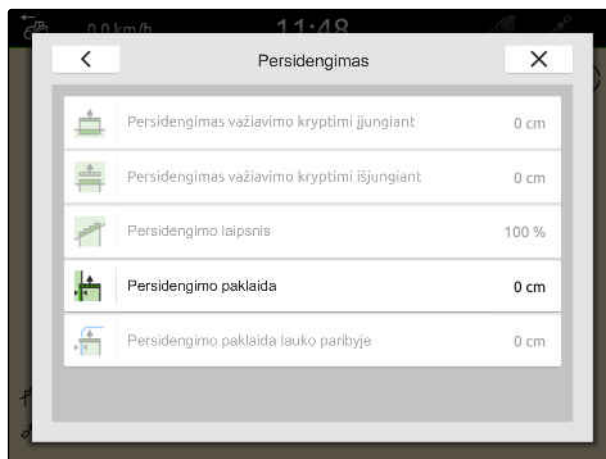 0.0 km/h
11:48
Persidengimas
Persidengimas važiavimo kryptimi įjungiant
0 cm
Persidengimas važiavimo kryptimi išjungiant
0 cm
Persidengimo laipsnis
100 %
Persidengimo paklaida
0 cm
Persidengimo paklaida lauko paribyje
0 cm